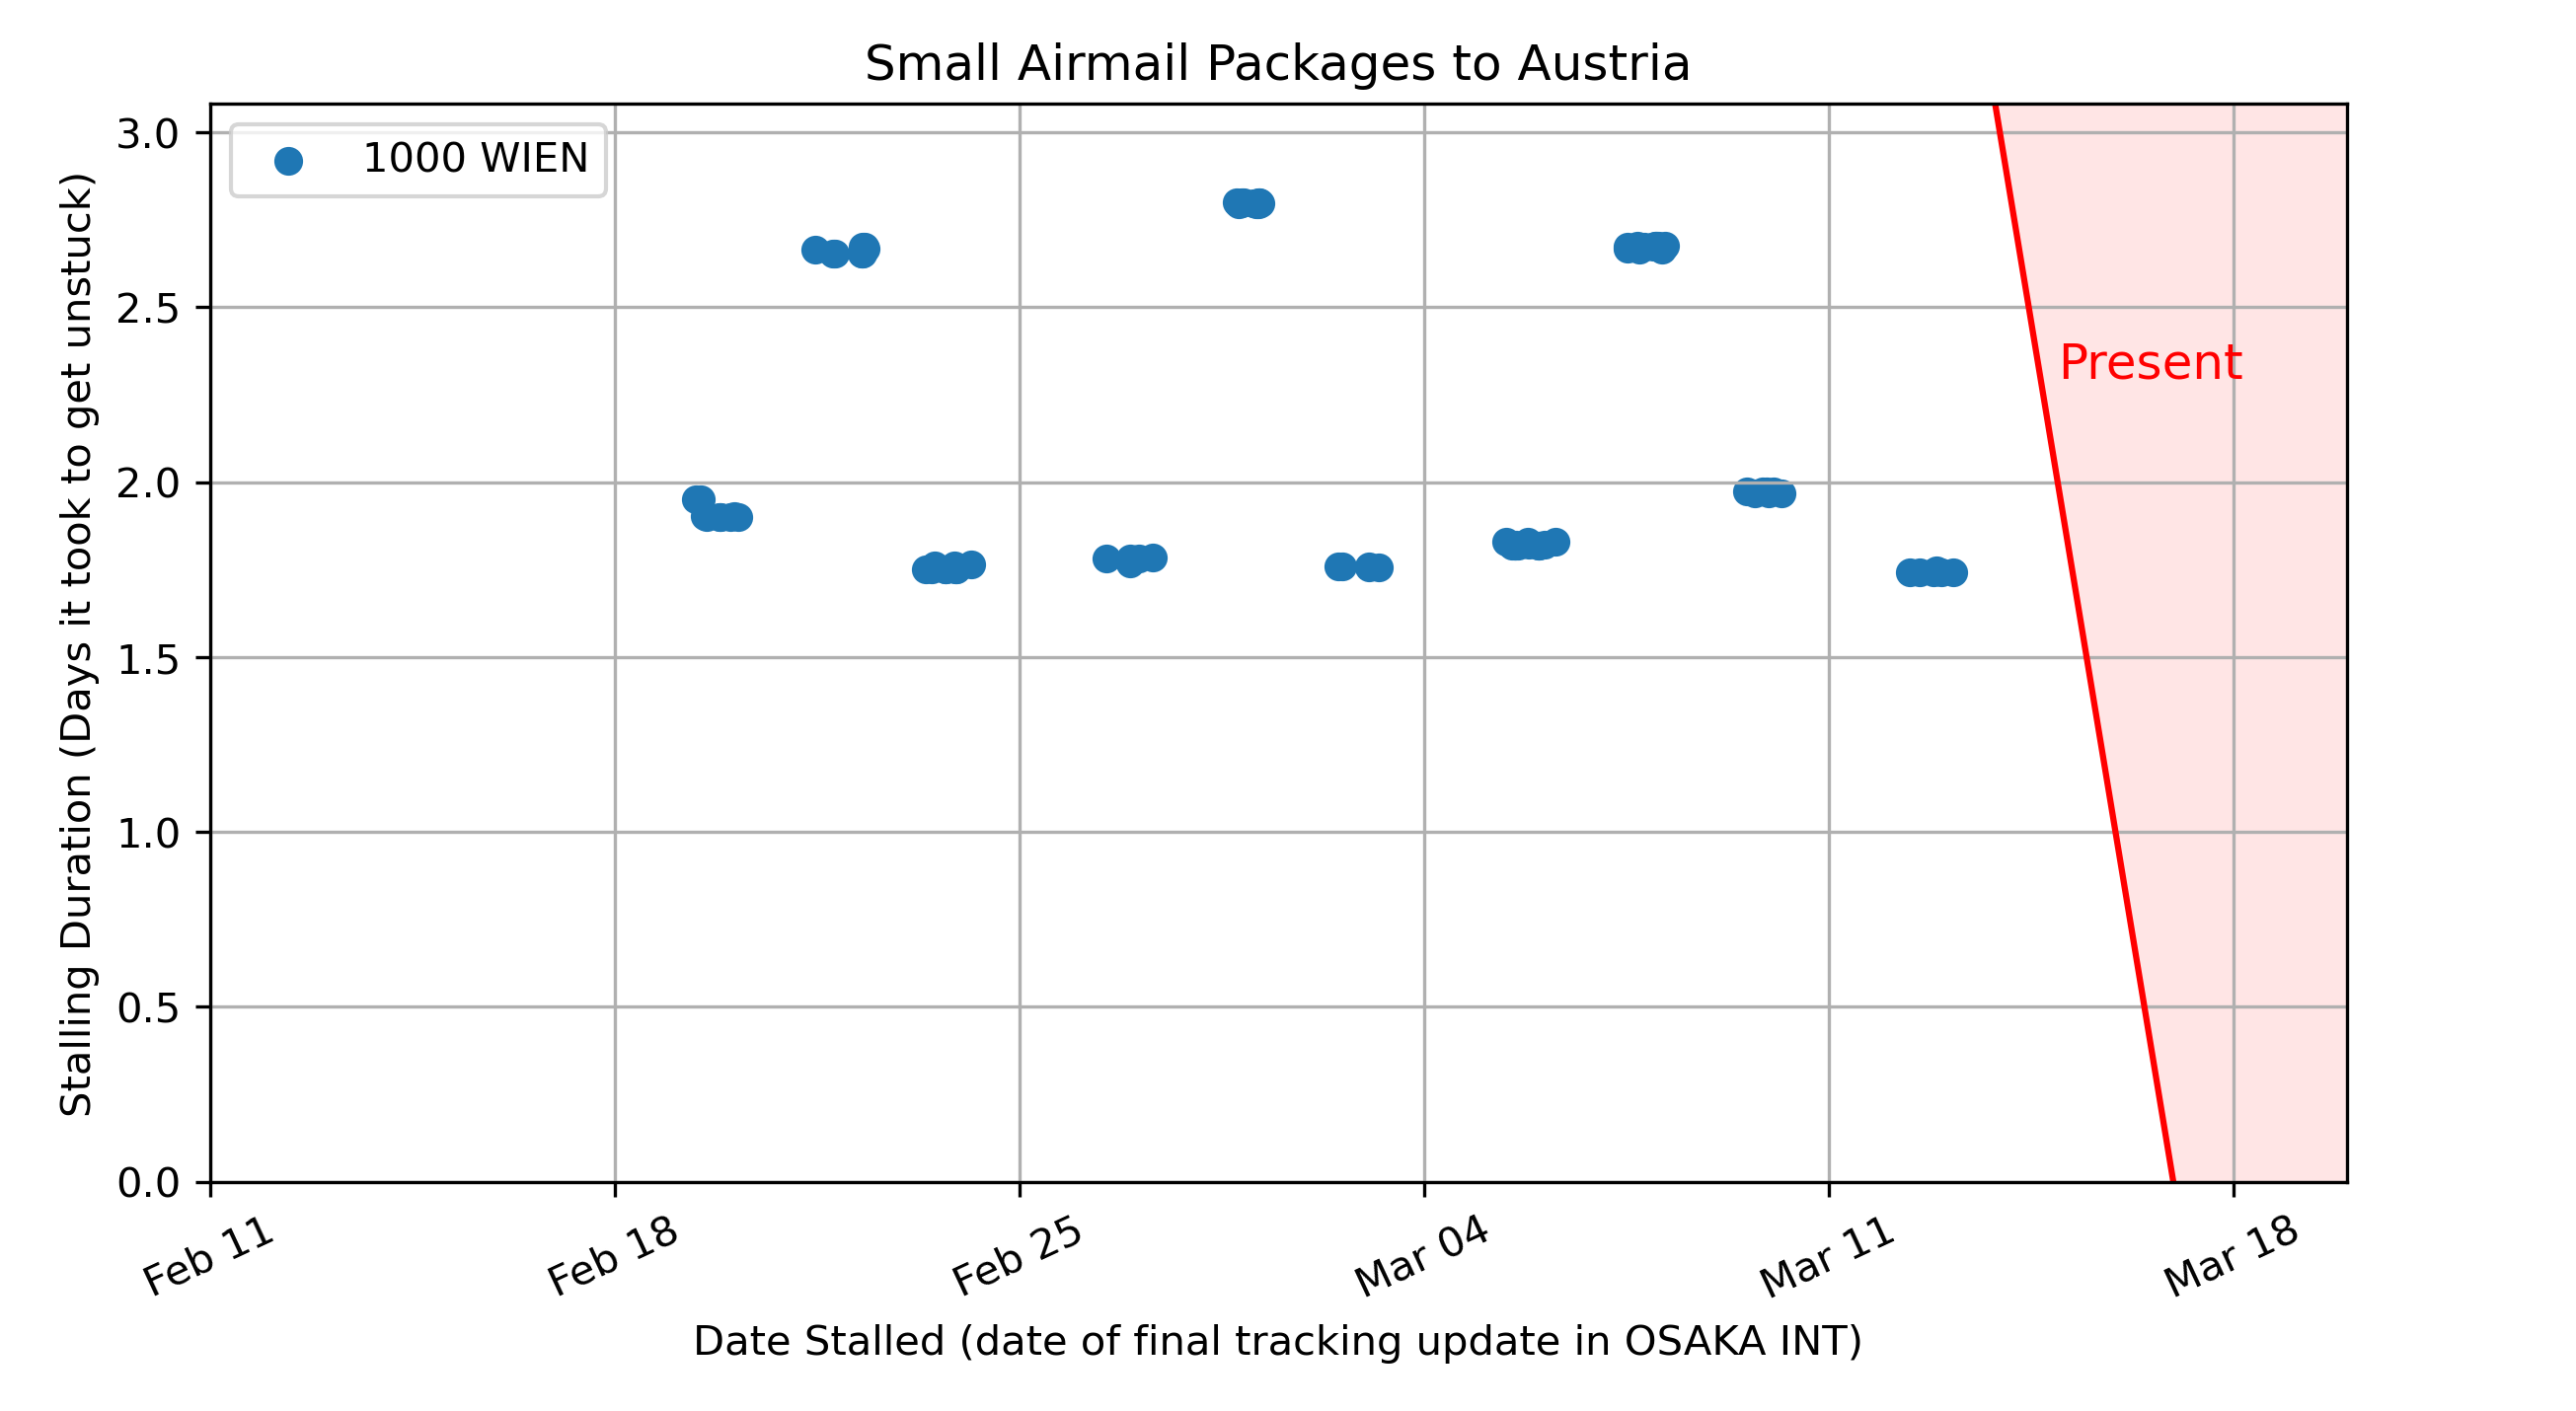 Small Airmail Packages to Austria
1000 WIEN
Present
Stalling Duration (Days it took to get unstuck)
3.0
2.5
2.0
1.5
1.0
0.5
0.0
Feb 11
Feb 18
Feb 25
Mar 04
Mar 11
Mar 18
Date Stalled (date of final tracking update in OSAKA INT)